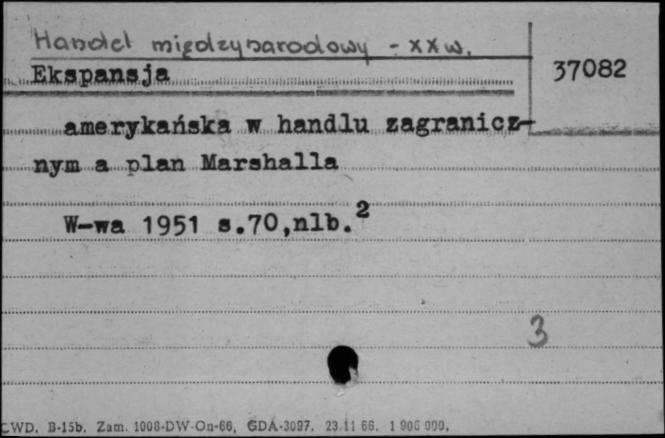 Handel międzynarodowy - XX w.
Ekspansja
37082
amerykańska w handlu zagranicz-
nym a plan Marshalla
W-wa 1951 s.70,nlb.2
3
CWD. B-15b. Zam. 1008-DW-On-66, GDA-3097. 23.11 66. 1 900 000.